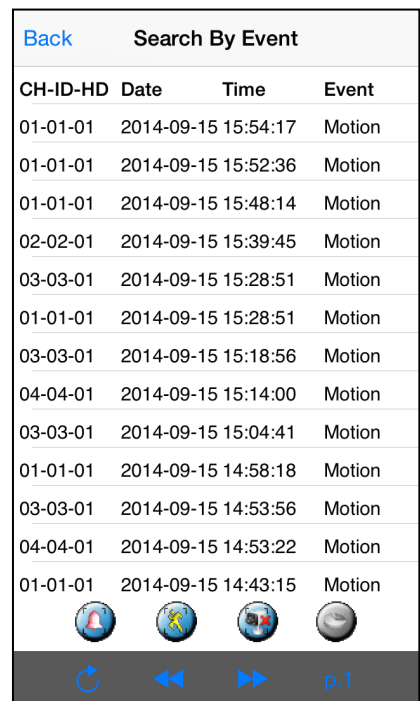 Back Search By Event
CH-ID-HD Date Time Event
01-01-01 2014-09-15 15:54:17 Motion
01-01-01 2014-09-15 15:52:36 Motion
01-01-01 2014-09-15 15:48:14 Motion
02-02-01 2014-09-15 15:39:45 Motion
03-03-01 2014-09-15 15:28:51 Motion
01-01-01 2014-09-15 15:28:51 Motion
03-03-01 2014-09-15 15:18:56 Motion
04-04-01 2014-09-15 15:14:00 Motion
03-03-01 2014-09-15 15:04:41 Motion
01-01-01 2014-09-15 14:58:18 Motion
03-03-01 2014-09-15 14:53:56 Motion
04-04-01 2014-09-15 14:53:22 Motion
01-01-01 2014-09-15 14:43:15 Motion
p.1